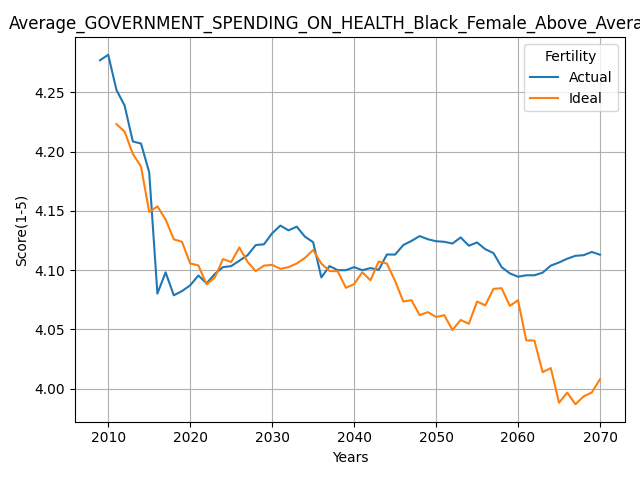 Average_GOVERNMENT_SPENDING_ON_HEALTH_Black_Female_Above_Avera
Fertility
Actual
Ideal
4.25
4.20
4.15
4.10
4.05
4.00
Score(1-5)
2010 2020 2030 2040 2050 2060 2070
Years